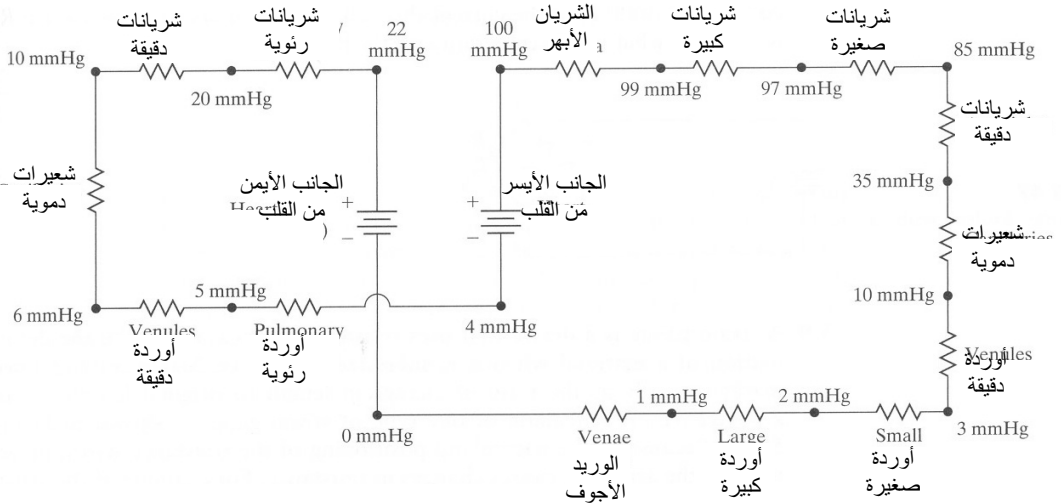 شريانات
دقيقة
شريانات
رئوية
22
mmHg
100
mmHg
الشريان
الأبهر
شريانات
كبيرة
شريانات
صغيرة
10 mmHg
20 mmHg
99 mmHg
97 mmHg
85 mmHg
شريانات
دقيقة
شعيرات
دموية
الجانب الأيمن
من القلب
+
−
الجانب الأيسر
من القلب
+
−
35 mmHg
شعيرات
دموية
6 mmHg
5 mmHg
4 mmHg
10 mmHg
Venules
أوردة
دقيقة
Pulmonary
أوردة
رئوية
Venules
أوردة
دقيقة
0 mmHg
1 mmHg
2 mmHg
3 mmHg
Venae
الوريد
الأجوف
Large
أوردة
كبيرة
Small
أوردة
صغيرة